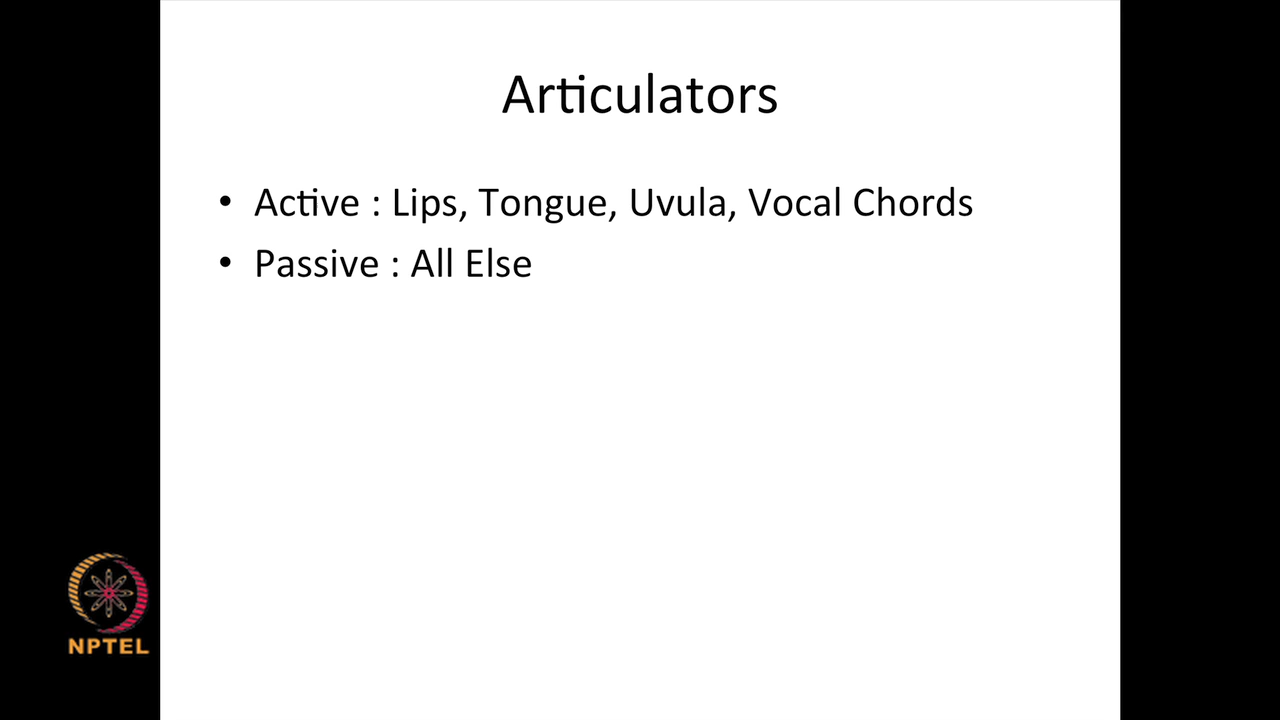 Articulators
• Active : Lips, Tongue, Uvula, Vocal Chords
• Passive : All Else
NPTEL